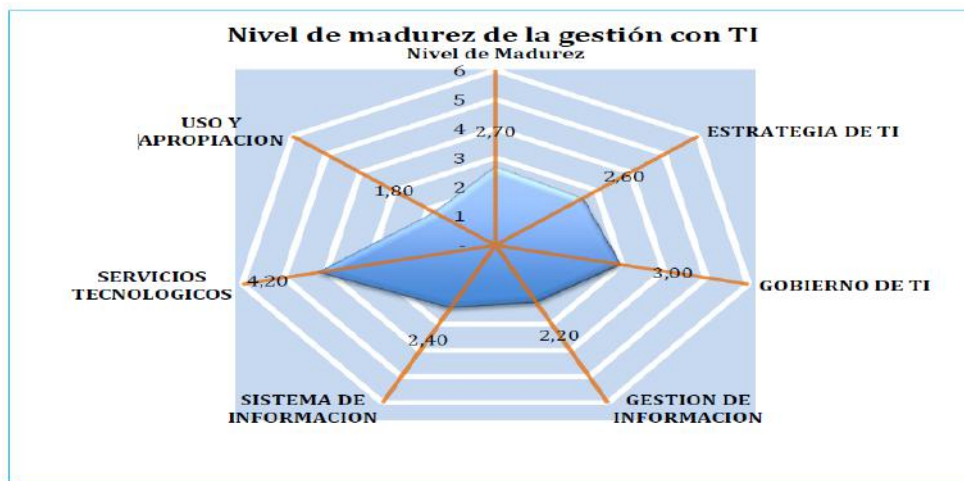 Nivel de madurez de la gestión con TI
Nivel de Madurez
6
5
4
3
2
1
-
2,70
ESTRATEGIA DE TI
2,60
GOBIERNO DE TI
3,00
GESTION DE
INFORMACION
2,20
SISTEMA DE
INFORMACION
2,40
SERVICIOS
TECNOLOGICOS
4,20
USO Y
APROPIACION
1,80